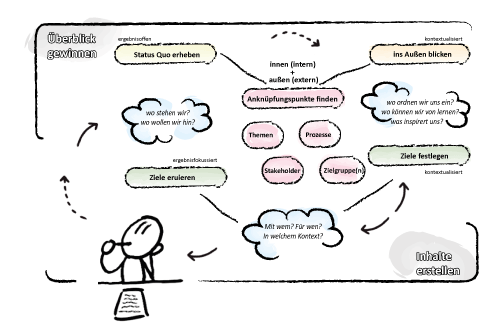 Überblick
gewinnen
ergebnisoffen
Status Quo erheben
innen (intern)
+
außen (extern)
kontextualisiert
ins Außen blicken
Anknüpfungspunkte finden
wo stehen wir?
wo wollen wir hin?
wo ordnen wir uns ein?
wo können wir von lernen?
was inspirert uns?
Themen
Prozesse
Stakeholder
Zielgruppe(n)
ergebnisfokussiert
Ziele eruieren
Ziele festlegen
kontextualisiert
Mit wem? Für wen?
In welchem Kontext?
Inhalte
erstellen